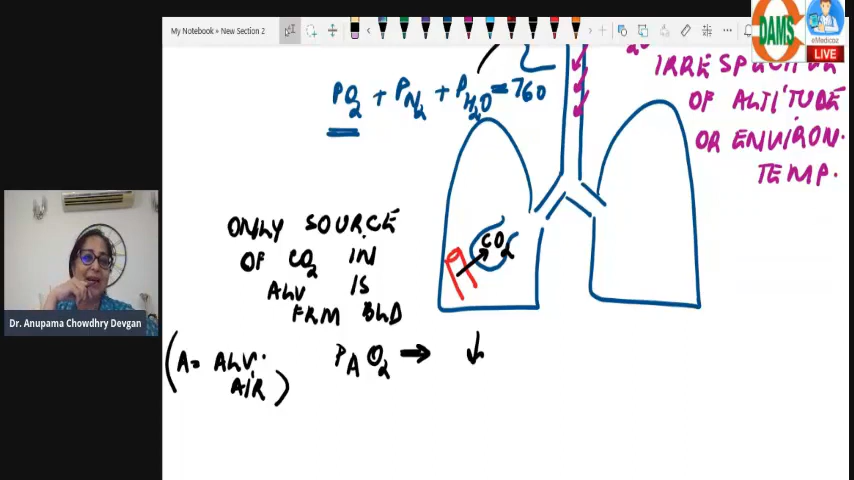 My Notebook » New Section 2
DAMS
eMedicoz
LIVE
PO2 + PN2 + PH2O = 760
OF ALTITUDE
OR ENVIRON.
TEMP.
ONLY SOURCE
OF CO2 IN
ALV IS
FRM BLD
CO2
(A= ALV.
AIR)
PAO2 → ↓
Dr. Anupama Chowdhry Devgan